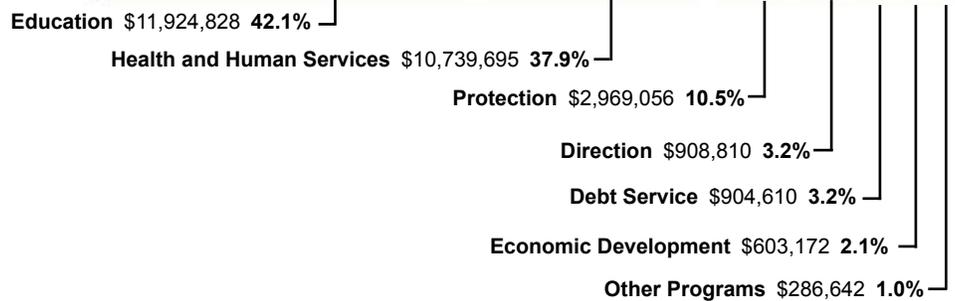 Education $11,924,828 42.1%
Health and Human Services $10,739,695 37.9%
Protection $2,969,056 10.5%
Direction $908,810 3.2%
Debt Service $904,610 3.2%
Economic Development $603,172 2.1%
Other Programs $286,642 1.0%